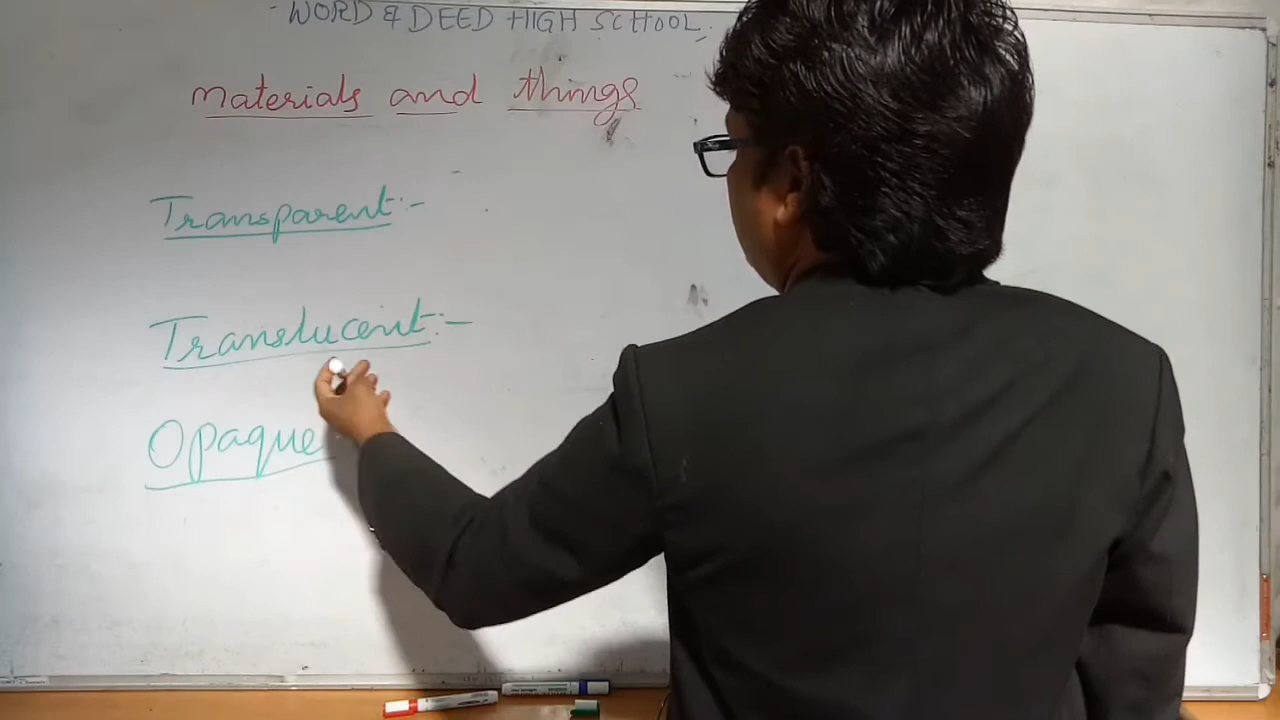 WORD & DEED HIGH SCHOOL.
Materials and things
Transparent:-
Translucent:-
Opaque